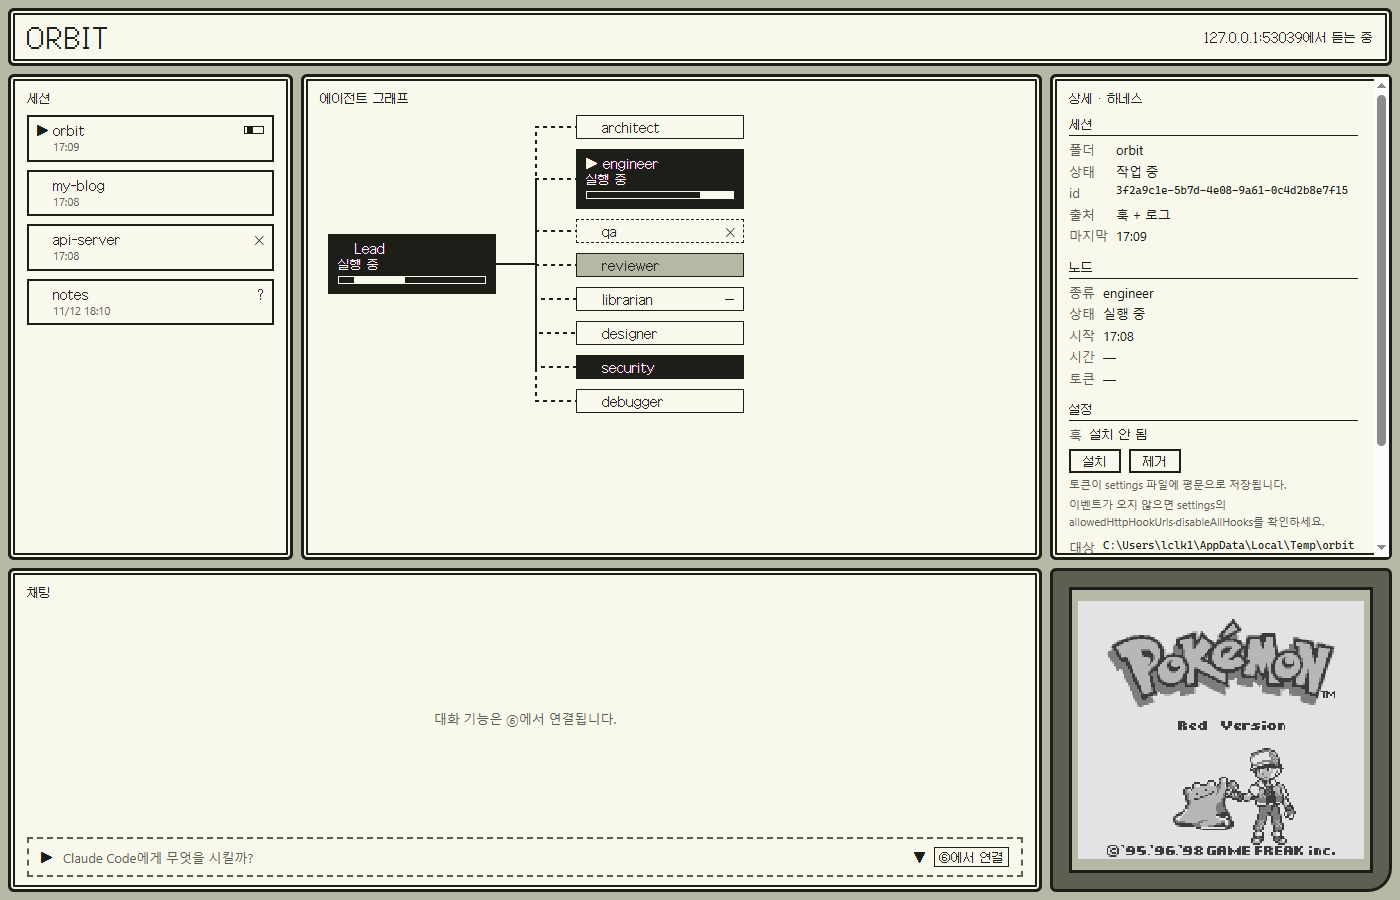 ORBIT
127.0.0.1:53039에서 듣는 중
세션
▶ orbit
17:09
my-blog
17:08
api-server ×
17:08
notes ?
11/12 18:10
에이전트 그래프
Lead
실행 중
architect
▶ engineer
실행 중
qa ×
reviewer
librarian —
designer
security
debugger
상세 · 하네스
세션
폴더 orbit
상태 작업 중
id 3f2a9c1e-5b7d-4e08-9a61-0c4d2b8e7f15
출처 훅 + 로그
마지막 17:09
노드
종류 engineer
상태 실행 중
시작 17:08
시간 —
토큰 —
설정
훅 설치 안 됨
설치 제거
토큰이 settings 파일에 평문으로 저장됩니다.
이벤트가 오지 않으면 settings의
allowedHttpHookUrls·disableAllHooks를 확인하세요.
대상 C:\Users\lclk1\AppData\Local\Temp\orbit
채팅
대화 기능은 ⑥에서 연결됩니다.
▶ Claude Code에게 무엇을 시킬까?
▼ ⑥에서 연결
POKéMON
TM
Red Version
©'95.'96.'98 GAME FREAK inc.